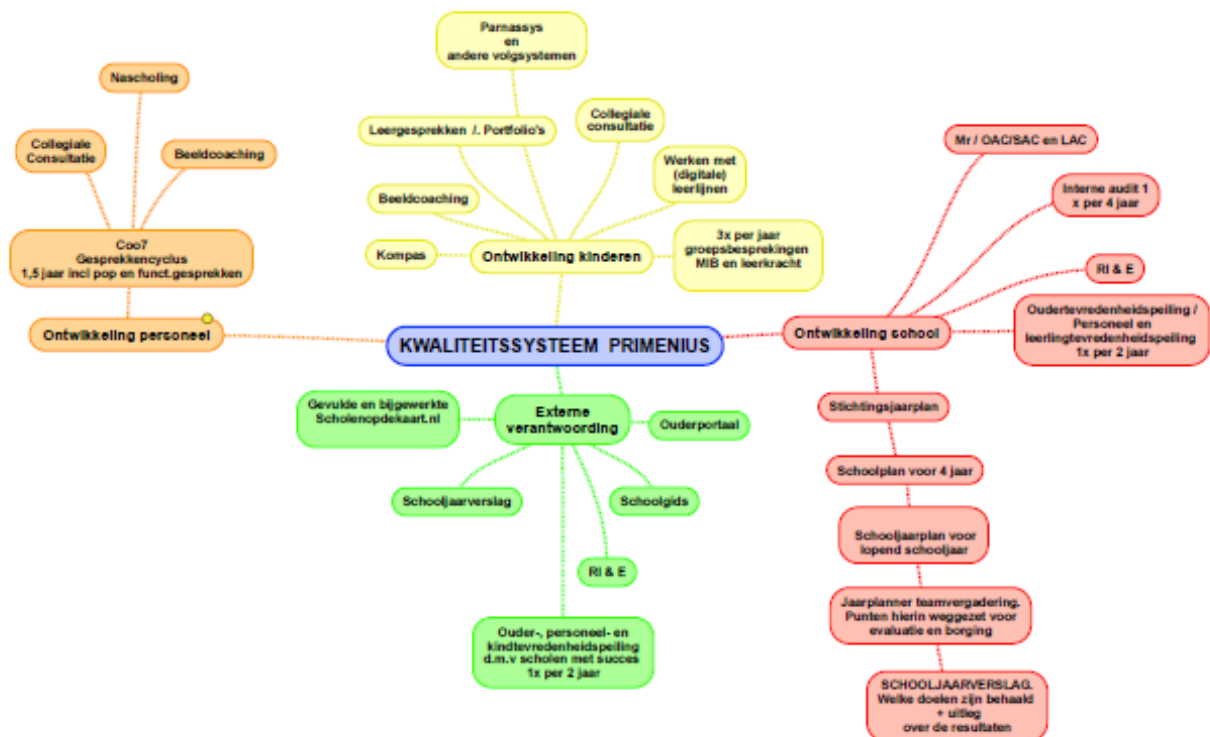 Parnassys
en
andere volgsystemen
Nascholing
Collegiale
Consultatie
Beeldcoaching
Leergesprekken /. Portfolio's
Collegiale
consultatie
Werken met
(digitale)
leerlijnen
Beeldcoaching
Kompas
Ontwikkeling kinderen
3x per jaar
groepsbesprekingen
MIB en leerkracht
Coo7
Gesprekkencyclus
1,5 jaar incl pop en funct.gesprekken
Ontwikkeling personeel
KWALITEITSSYSTEEM PRIMENIUS
Mr / OAC/SAC en LAC
Interne audit 1
x per 4 jaar
RI & E
Ontwikkeling school
Oudertevredenheidspeiling /
Personeel en
leerlingtevredenheidspeiling
1x per 2 jaar
Stichtingsjaarplan
Schoolplan voor 4 jaar
Schooljaarplan voor
lopend schooljaar
Jaarplanner teamvergadering.
Punten hierin weggezet voor
evaluatie en borging
SCHOOLJAARVERSLAG.
Welke doelen zijn behaald
+ uitleg
over de resultaten
Gevulde en bijgewerkte
Scholenopdekaart.nl
Externe
verantwoording
Ouderportaal
Schooljaarverslag
Schoolgids
RI & E
Ouder-, personeel- en
kindtevredenheidspeiling
d.m.v scholen met succes
1x per 2 jaar